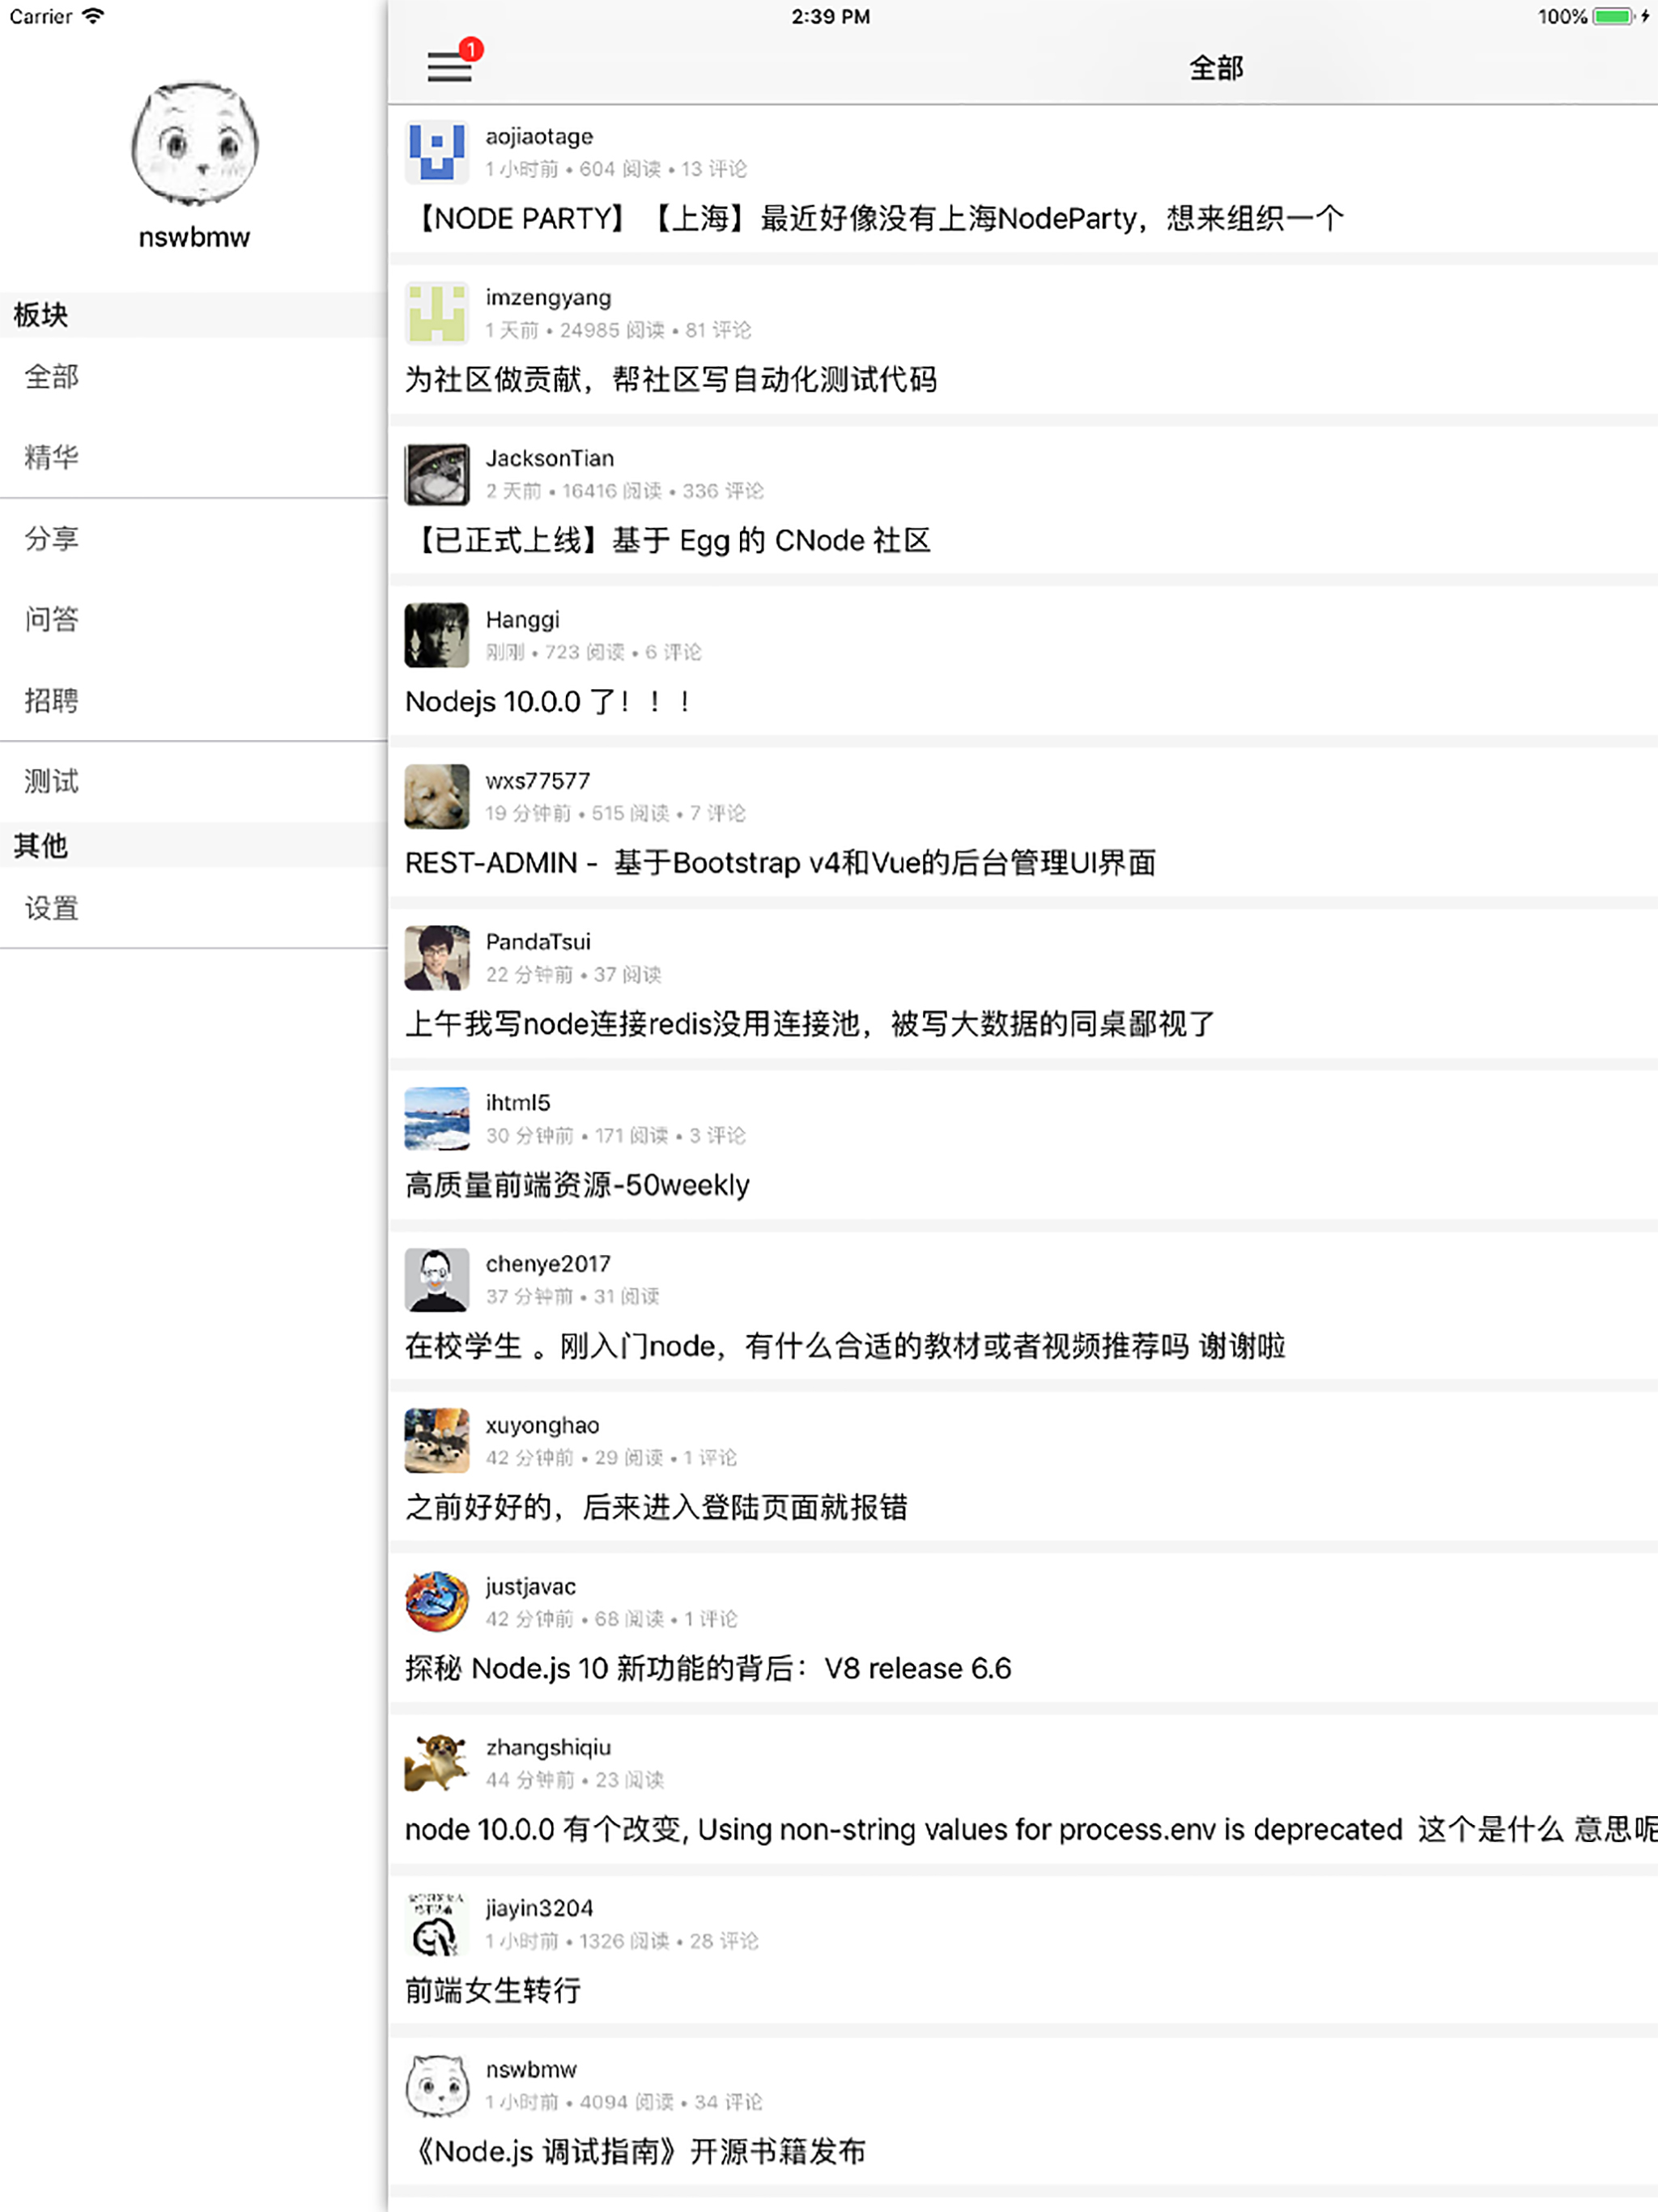 Carrier
2:39 PM
100%
nswbmw
板块
全部
精华
分享
问答
招聘
测试
其他
设置
1
全部
aojiaotage
1 小时前 • 604 阅读 • 13 评论
【NODE PARTY】【上海】最近好像没有上海NodeParty，想来组织一个
imzengyang
1 天前 • 24985 阅读 • 81 评论
为社区做贡献，帮社区写自动化测试代码
JacksonTian
2 天前 • 16416 阅读 • 336 评论
【已正式上线】基于 Egg 的 CNode 社区
Hanggi
刚刚 • 723 阅读 • 6 评论
Nodejs 10.0.0 了！！！
wxs77577
19 分钟前 • 515 阅读 • 7 评论
REST-ADMIN - 基于Bootstrap v4和Vue的后台管理UI界面
PandaTsui
22 分钟前 • 37 阅读
上午我写node连接redis没用连接池，被写大数据的同桌鄙视了
ihtml5
30 分钟前 • 171 阅读 • 3 评论
高质量前端资源-50weekly
chenye2017
37 分钟前 • 31 阅读
在校学生 。刚入门node，有什么合适的教材或者视频推荐吗 谢谢啦
xuyonghao
42 分钟前 • 29 阅读 • 1 评论
之前好好的，后来进入登陆页面就报错
justjavac
42 分钟前 • 68 阅读 • 1 评论
探秘 Node.js 10 新功能的背后：V8 release 6.6
zhangshiqiu
44 分钟前 • 23 阅读
node 10.0.0 有个改变, Using non-string values for process.env is deprecated 这个是什么 意思呢
jiayin3204
1 小时前 • 1326 阅读 • 28 评论
前端女生转行
nswbmw
1 小时前 • 4094 阅读 • 34 评论
《Node.js 调试指南》开源书籍发布